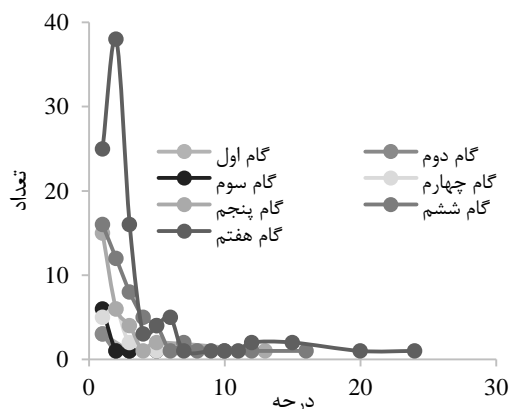 40
30
20
10
0
تعداد
گام اول
گام دوم
گام سوم
گام چهارم
گام پنجم
گام ششم
گام هفتم
0 10 20 30
درجه